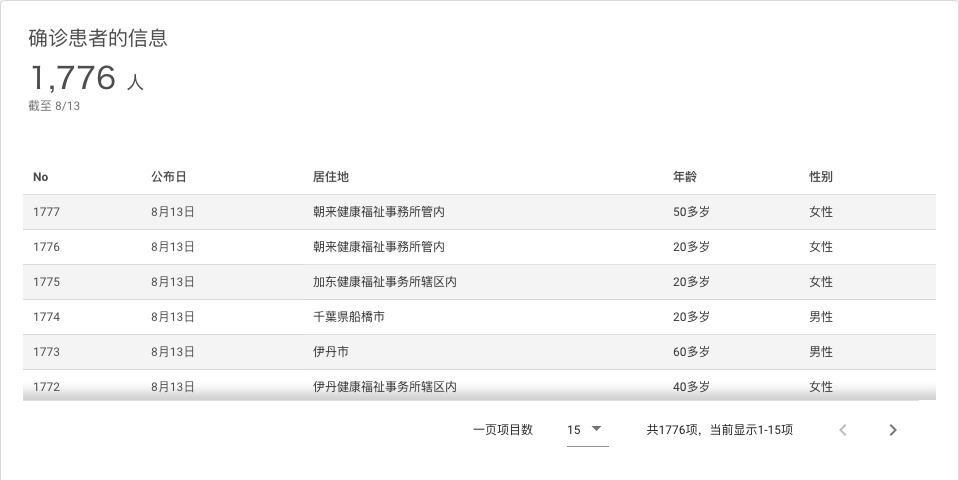 确诊患者的信息
1,776 人
截至 8/13
No 公布日 居住地 年龄 性别
1777 8月13日 朝来健康福祉事務所管内 50多岁 女性
1776 8月13日 朝来健康福祉事務所管内 20多岁 女性
1775 8月13日 加东健康福祉事务所辖区内 20多岁 女性
1774 8月13日 千葉県船橋市 20多岁 男性
1773 8月13日 伊丹市 60多岁 男性
1772 8月13日 伊丹健康福祉事务所辖区内 40多岁 女性
一页项目数 15 共1776项，当前显示1-15项